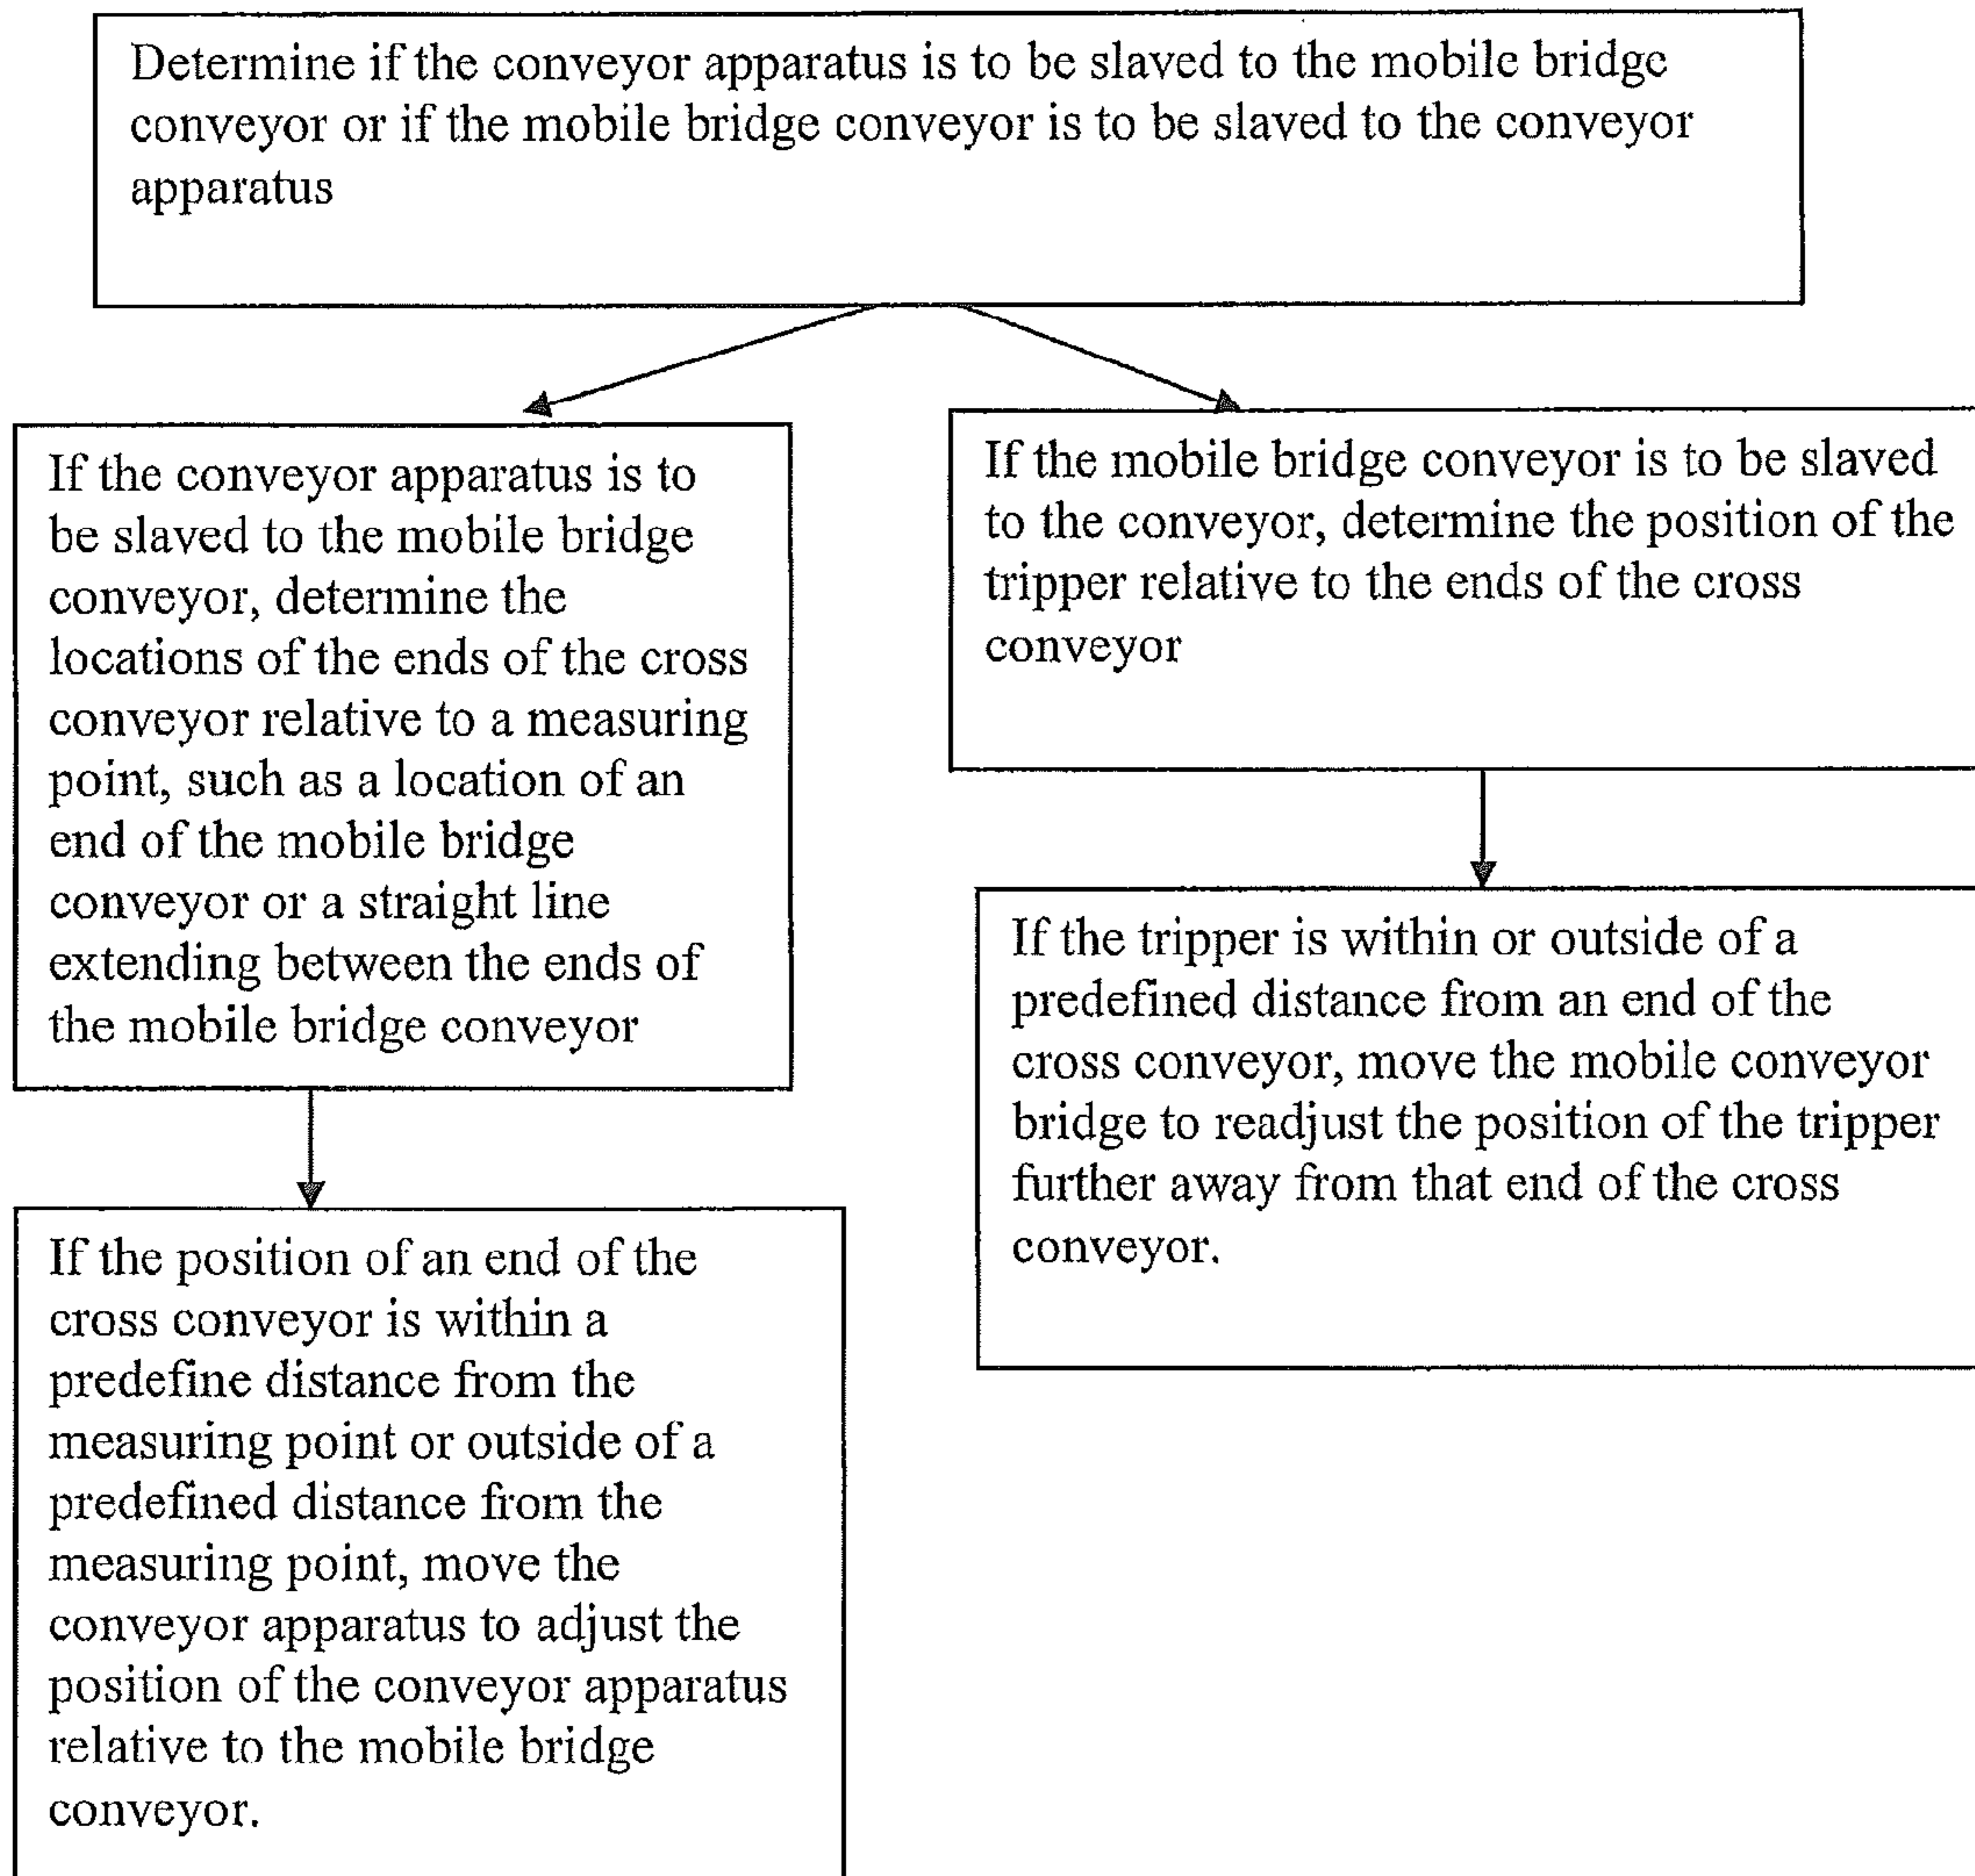 Determine if the conveyor apparatus is to be slaved to the mobile bridge
conveyor or if the mobile bridge conveyor is to be slaved to the conveyor
apparatus
If the conveyor apparatus is to
be slaved to the mobile bridge
conveyor, determine the
locations of the ends of the cross
conveyor relative to a measuring
point, such as a location of an
end of the mobile bridge
conveyor or a straight line
extending between the ends of
the mobile bridge conveyor
If the position of an end of the
cross conveyor is within a
predefine distance from the
measuring point or outside of a
predefined distance from the
measuring point, move the
conveyor apparatus to adjust the
position of the conveyor apparatus
relative to the mobile bridge
conveyor.
If the mobile bridge conveyor is to be slaved
to the conveyor, determine the position of the
tripper relative to the ends of the cross
conveyor
If the tripper is within or outside of a
predefined distance from an end of the
cross conveyor, move the mobile conveyor
bridge to readjust the position of the tripper
further away from that end of the cross
conveyor.